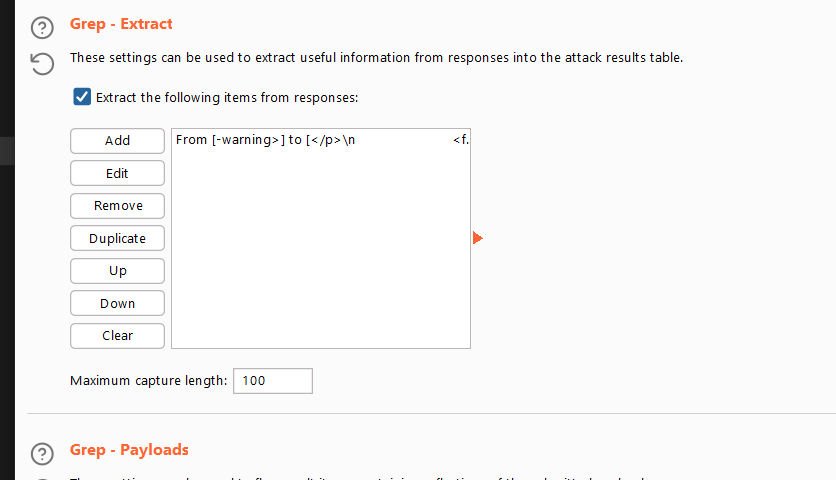 Grep - Extract
These settings can be used to extract useful information from responses into the attack results table.
Extract the following items from responses:
Add
From [-warning>] to [</p>\n <f.
Edit
Remove
Duplicate
Up
Down
Clear
Maximum capture length: 100
Grep - Payloads